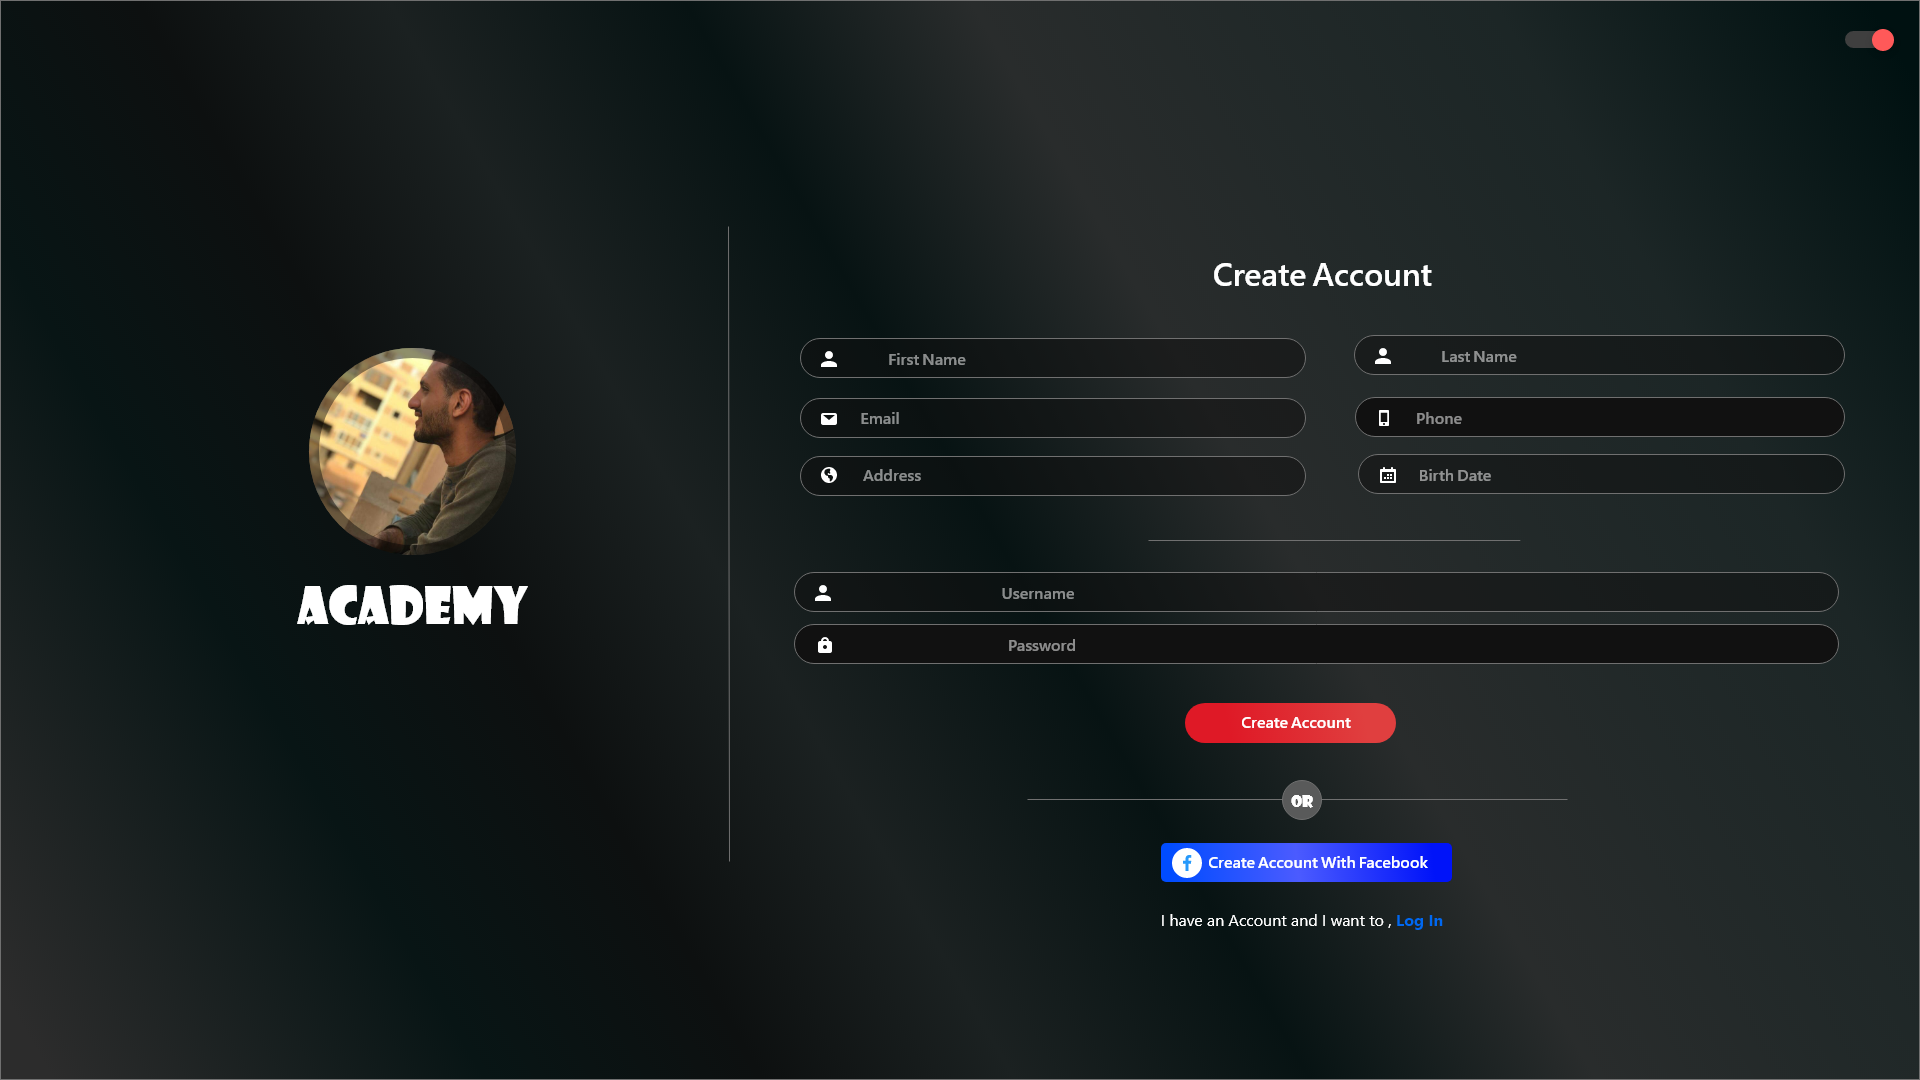 ACADEMY
Create Account
First Name
Last Name
Email
Phone
Address
Birth Date
Username
Password
Create Account
OR
Create Account With Facebook
I have an Account and I want to , Log In